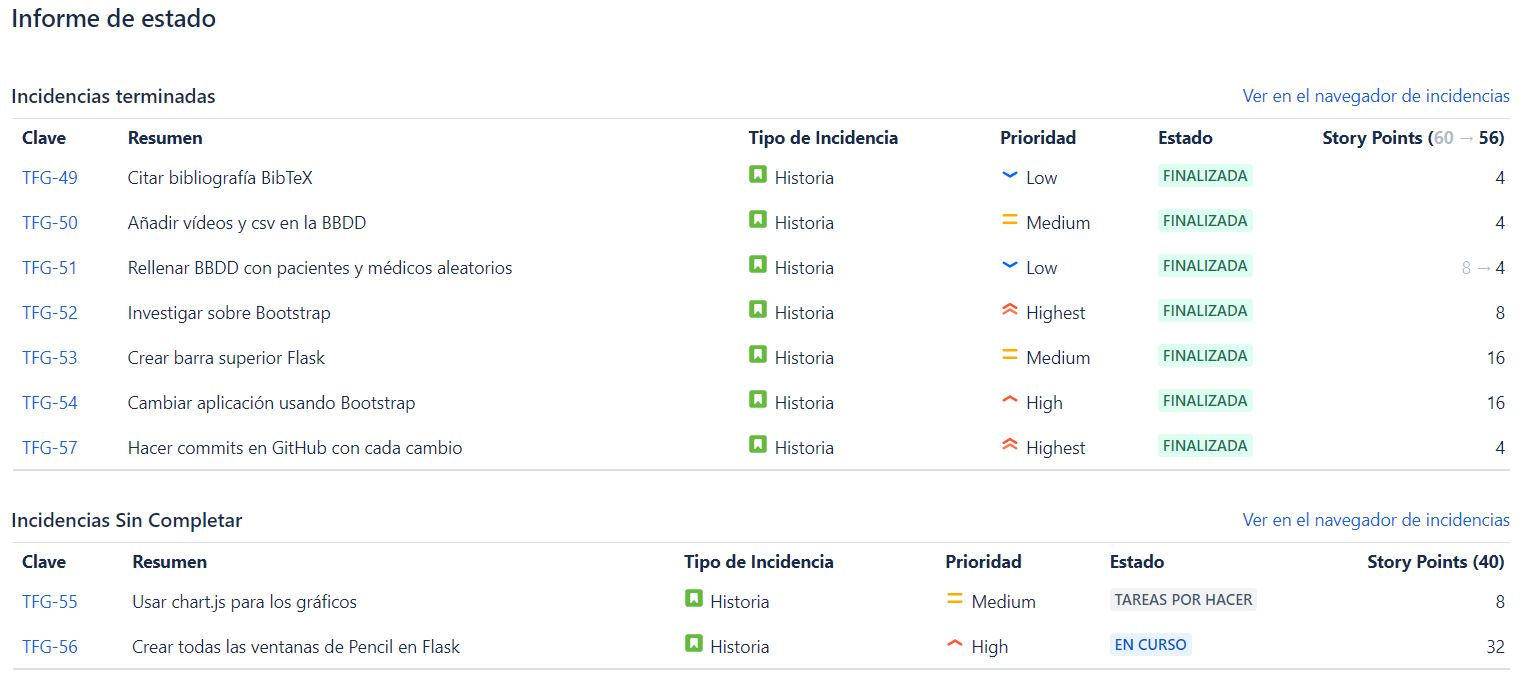 Informe de estado
Incidencias terminadas Ver en el navegador de incidencias
Clave Resumen Tipo de Incidencia Prioridad Estado Story Points (60 → 56)
TFG-49 Citar bibliografía BibTeX Historia Low FINALIZADA 4
TFG-50 Añadir vídeos y csv en la BBDD Historia Medium FINALIZADA 4
TFG-51 Rellenar BBDD con pacientes y médicos aleatorios Historia Low FINALIZADA 8 → 4
TFG-52 Investigar sobre Bootstrap Historia Highest FINALIZADA 8
TFG-53 Crear barra superior Flask Historia Medium FINALIZADA 16
TFG-54 Cambiar aplicación usando Bootstrap Historia High FINALIZADA 16
TFG-57 Hacer commits en GitHub con cada cambio Historia Highest FINALIZADA 4
Incidencias Sin Completar Ver en el navegador de incidencias
Clave Resumen Tipo de Incidencia Prioridad Estado Story Points (40)
TFG-55 Usar chart.js para los gráficos Historia Medium TAREAS POR HACER 8
TFG-56 Crear todas las ventanas de Pencil en Flask Historia High EN CURSO 32